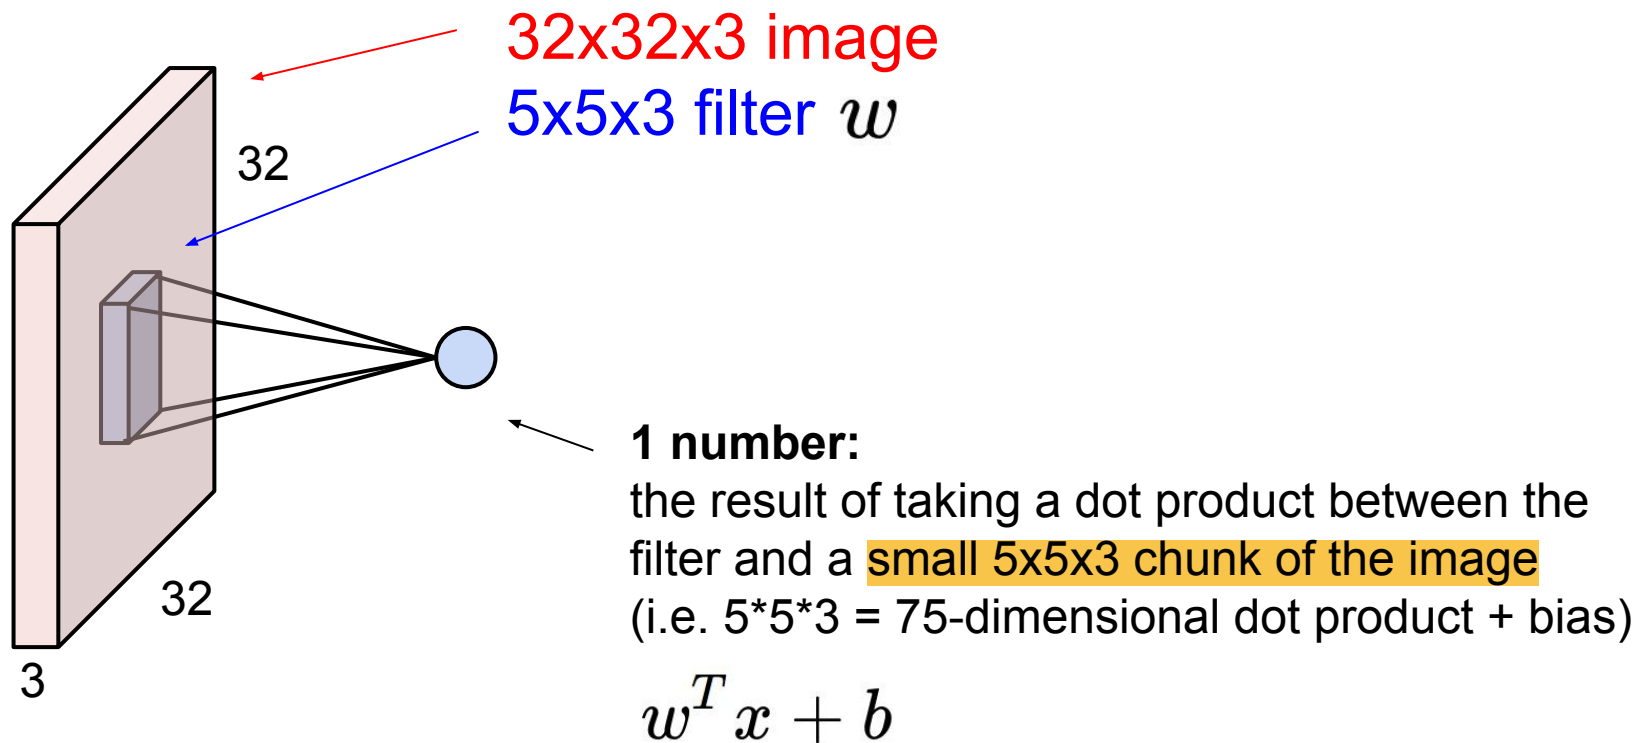 32x32x3 image
5x5x3 filter w
32
32
3
1 number:
the result of taking a dot product between the
filter and a small 5x5x3 chunk of the image
(i.e. 5*5*3 = 75-dimensional dot product + bias)
w^T x + b